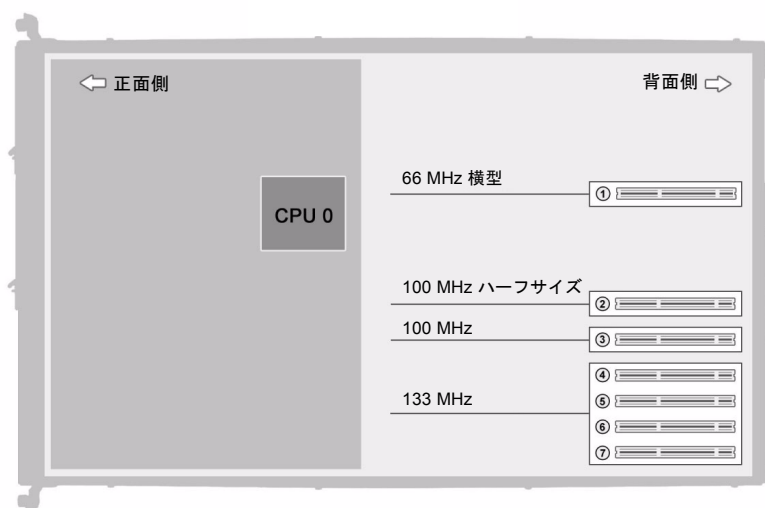 正面側
背面側
66 MHz 横型
①
CPU 0
100 MHz ハーフサイズ
②
100 MHz
③
④
133 MHz
⑤
⑥
⑦